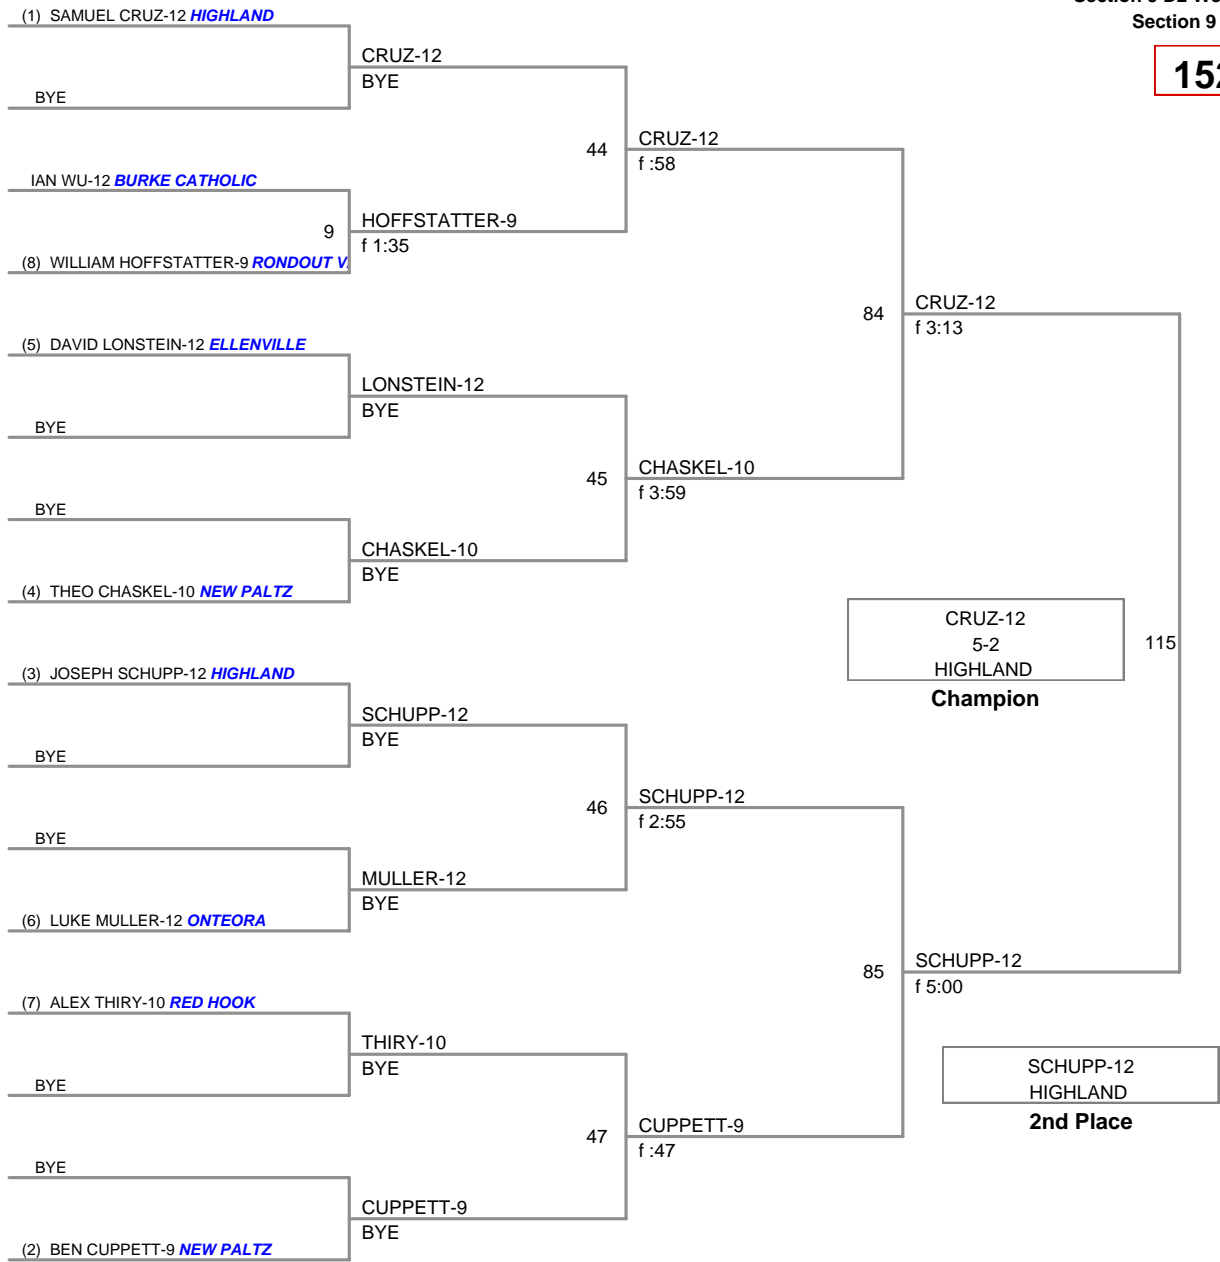 (1) SAMUEL CRUZ-12 HIGHLAND
Section 9
152
CRUZ-12
BYE
BYE
44
CRUZ-12
f :58
IAN WU-12 BURKE CATHOLIC
9
HOFFSTATTER-9
f 1:35
(8) WILLIAM HOFFSTATTER-9 RONDOUT V
84
CRUZ-12
f 3:13
(5) DAVID LONSTEIN-12 ELLENVILLE
LONSTEIN-12
BYE
BYE
45
CHASKEL-10
f 3:59
BYE
CHASKEL-10
BYE
(4) THEO CHASKEL-10 NEW PALTZ
CRUZ-12
5-2
HIGHLAND
Champion
115
(3) JOSEPH SCHUPP-12 HIGHLAND
SCHUPP-12
BYE
BYE
46
SCHUPP-12
f 2:55
BYE
MULLER-12
BYE
(6) LUKE MULLER-12 ONTEORA
85
SCHUPP-12
f 5:00
(7) ALEX THIRY-10 RED HOOK
THIRY-10
BYE
BYE
SCHUPP-12
HIGHLAND
2nd Place
47
CUPPETT-9
f :47
BYE
CUPPETT-9
BYE
(2) BEN CUPPETT-9 NEW PALTZ